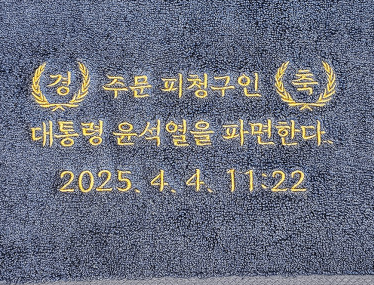 경 주문 피청구인 축
대통령 윤석열을 파면한다.
2025. 4. 4. 11:22